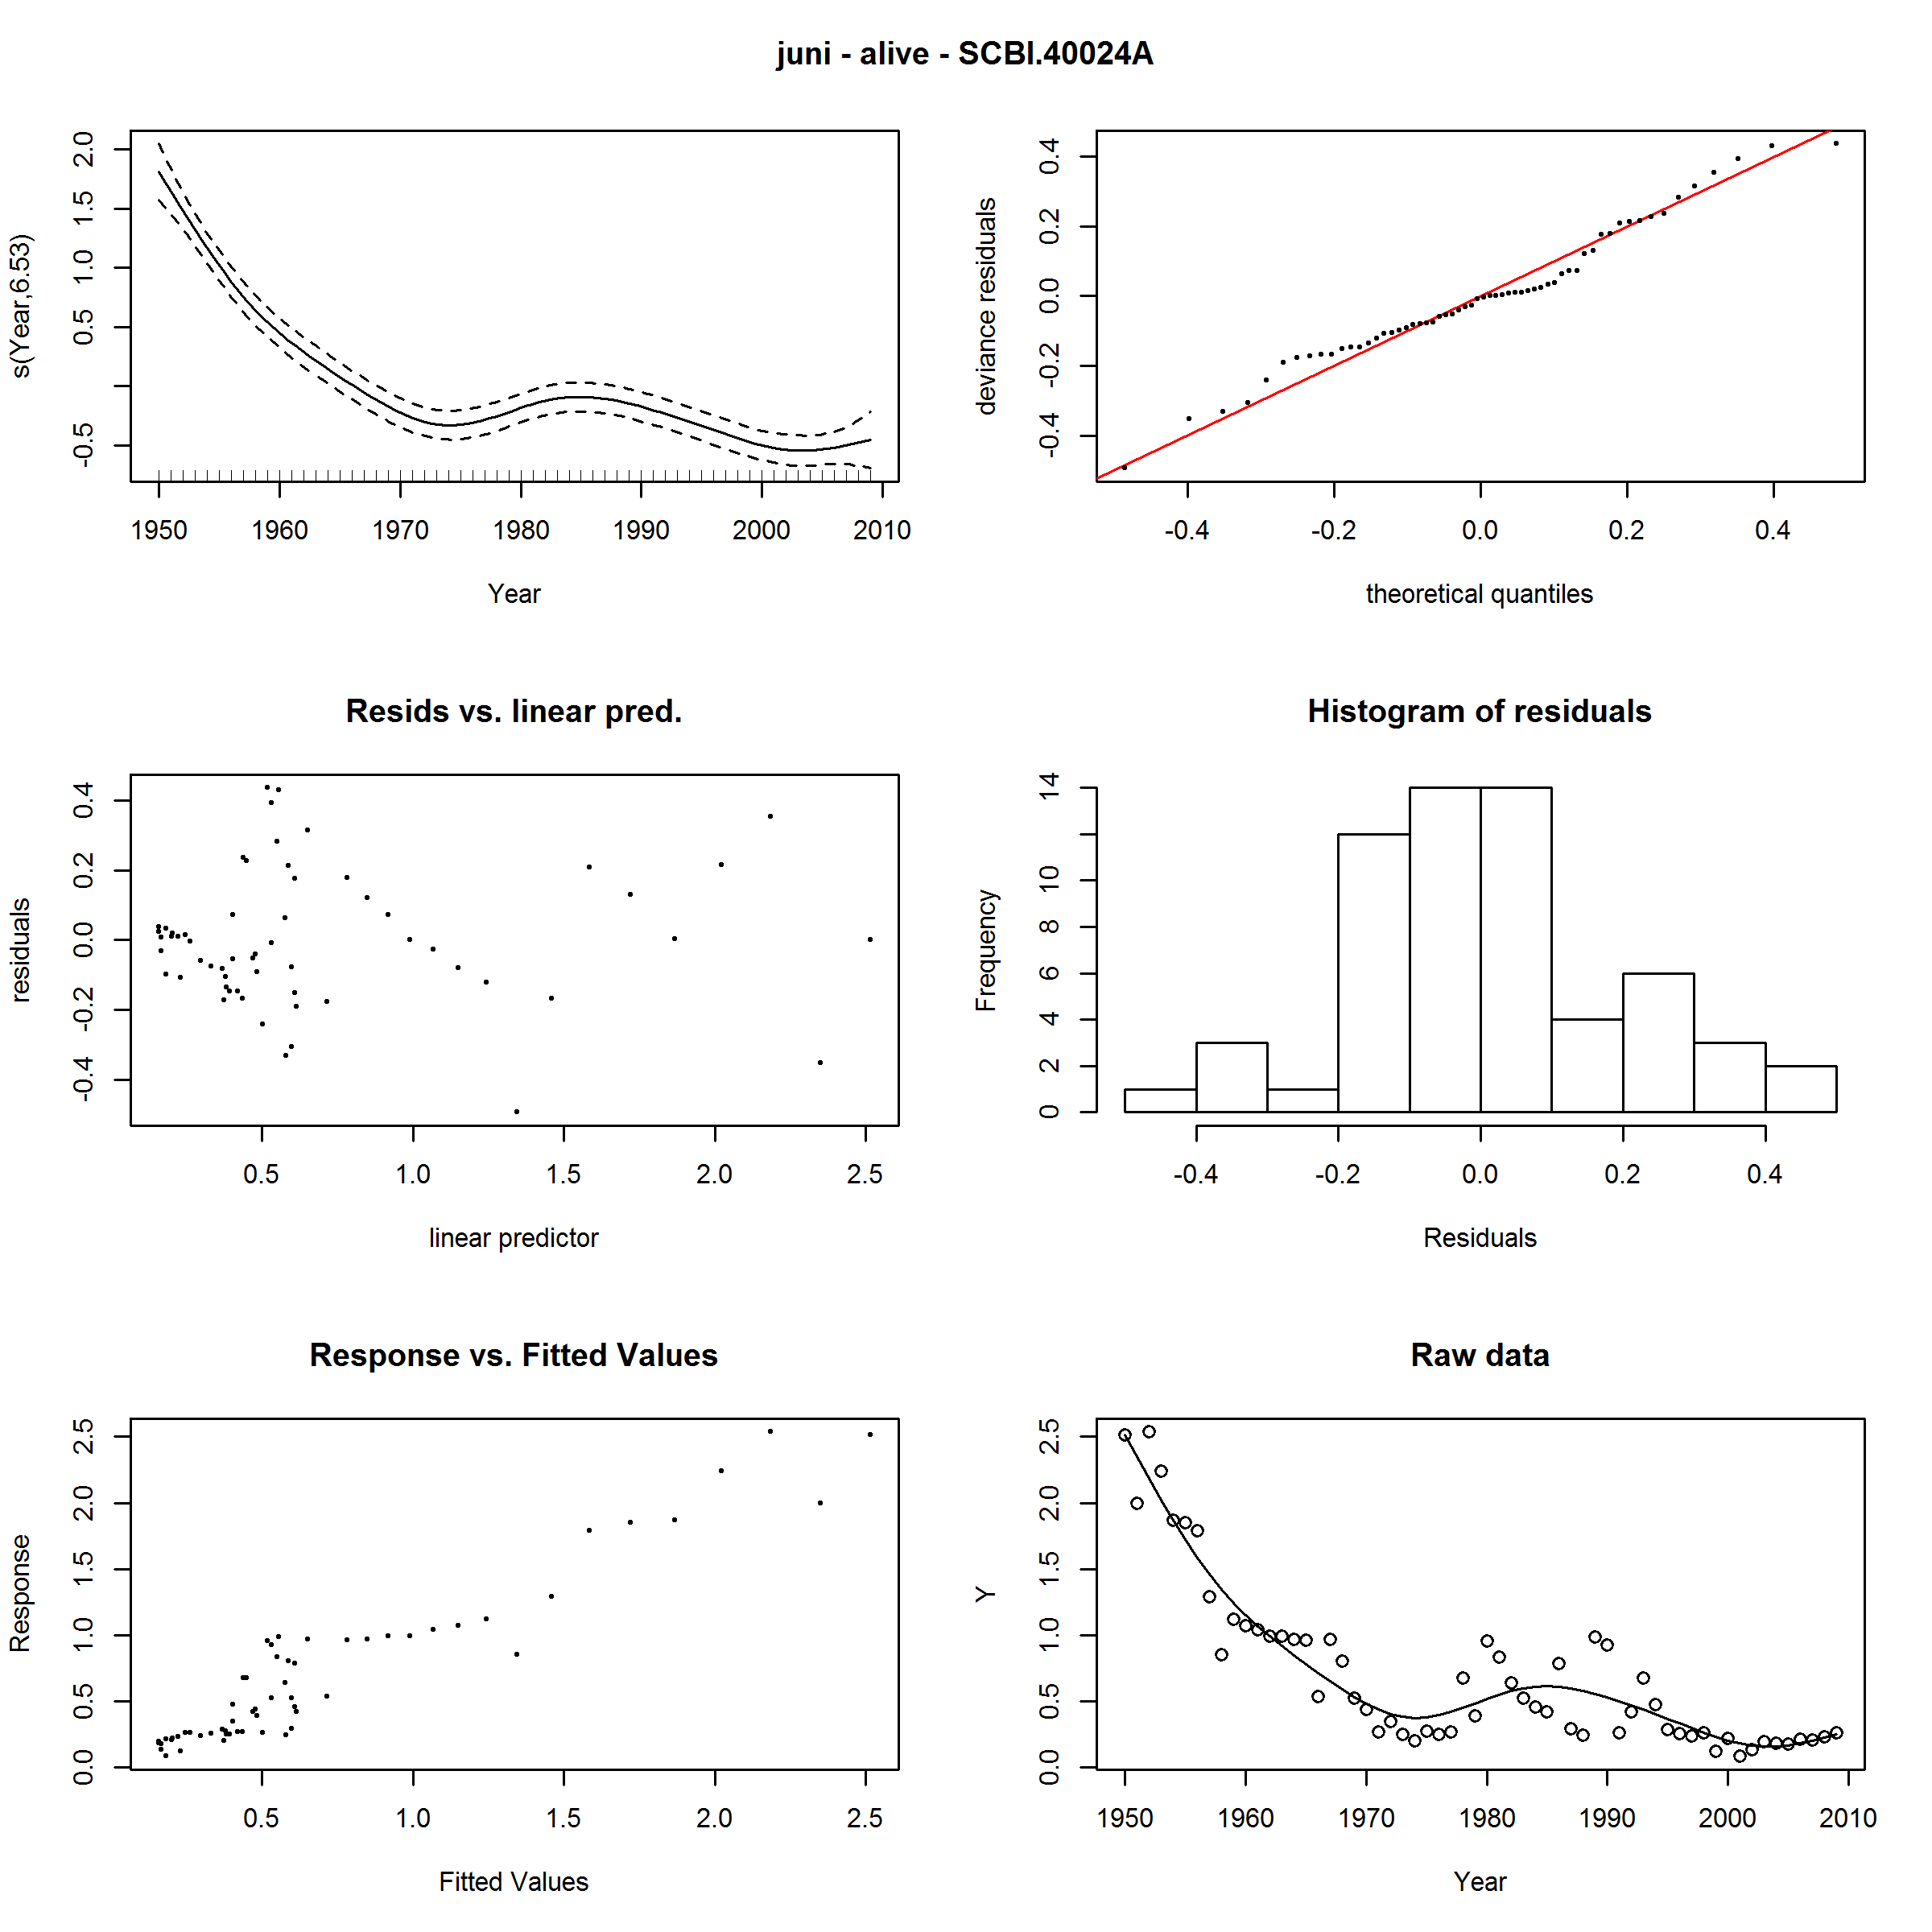 juni - alive - SCBI.40024A
s(Year,6.53)
2.0
1.5
1.0
0.5
-0.5
1950 1960 1970 1980 1990 2000 2010
Year
deviance residuals
0.4
0.2
0.0
-0.2
-0.4
-0.4 -0.2 0.0 0.2 0.4
theoretical quantiles
Resids vs. linear pred.
residuals
0.4
0.2
0.0
-0.2
-0.4
0.5 1.0 1.5 2.0 2.5
linear predictor
Histogram of residuals
Frequency
14
10
8
6
4
2
0
-0.4 -0.2 0.0 0.2 0.4
Residuals
Response vs. Fitted Values
Response
2.5
2.0
1.5
1.0
0.5
0.0
0.5 1.0 1.5 2.0 2.5
Fitted Values
Raw data
Y
2.5
2.0
1.5
1.0
0.5
0.0
1950 1960 1970 1980 1990 2000 2010
Year